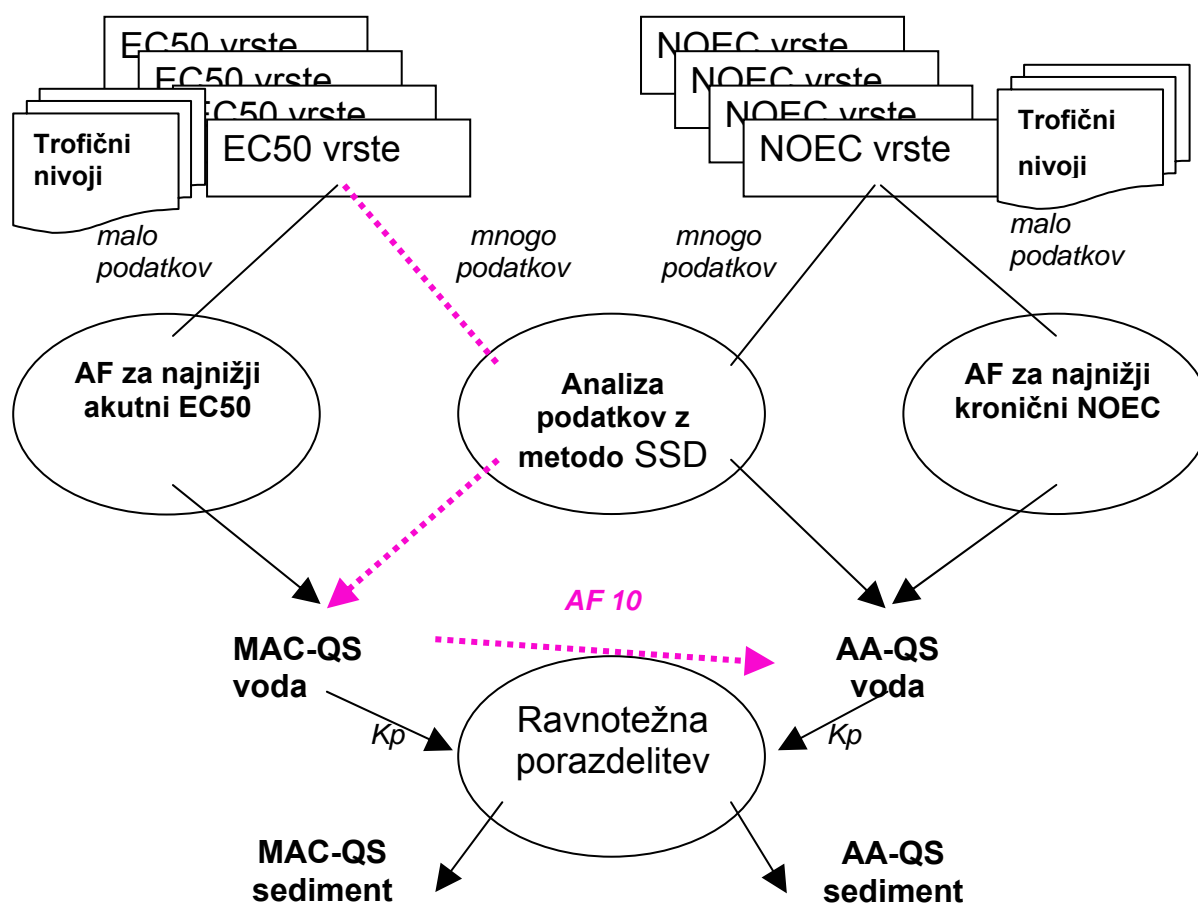 EC50 vrste
EC50 vrste
EC50 vrste
EC50 vrste
Trofični
nivoji
NOEC vrste
NOEC vrste
NOEC vrste
NOEC vrste
Trofični
nivoji
malo
podatkov
mnogo
podatkov
mnogo
podatkov
malo
podatkov
AF za najnižji
akutni EC50
Analiza
podatkov z
metodo SSD
AF za najnižji
kronični NOEC
AF 10
MAC-QS
voda
AA-QS
voda
Kp
Ravnotežna
porazdelitev
Kp
MAC-QS
sediment
AA-QS
sediment